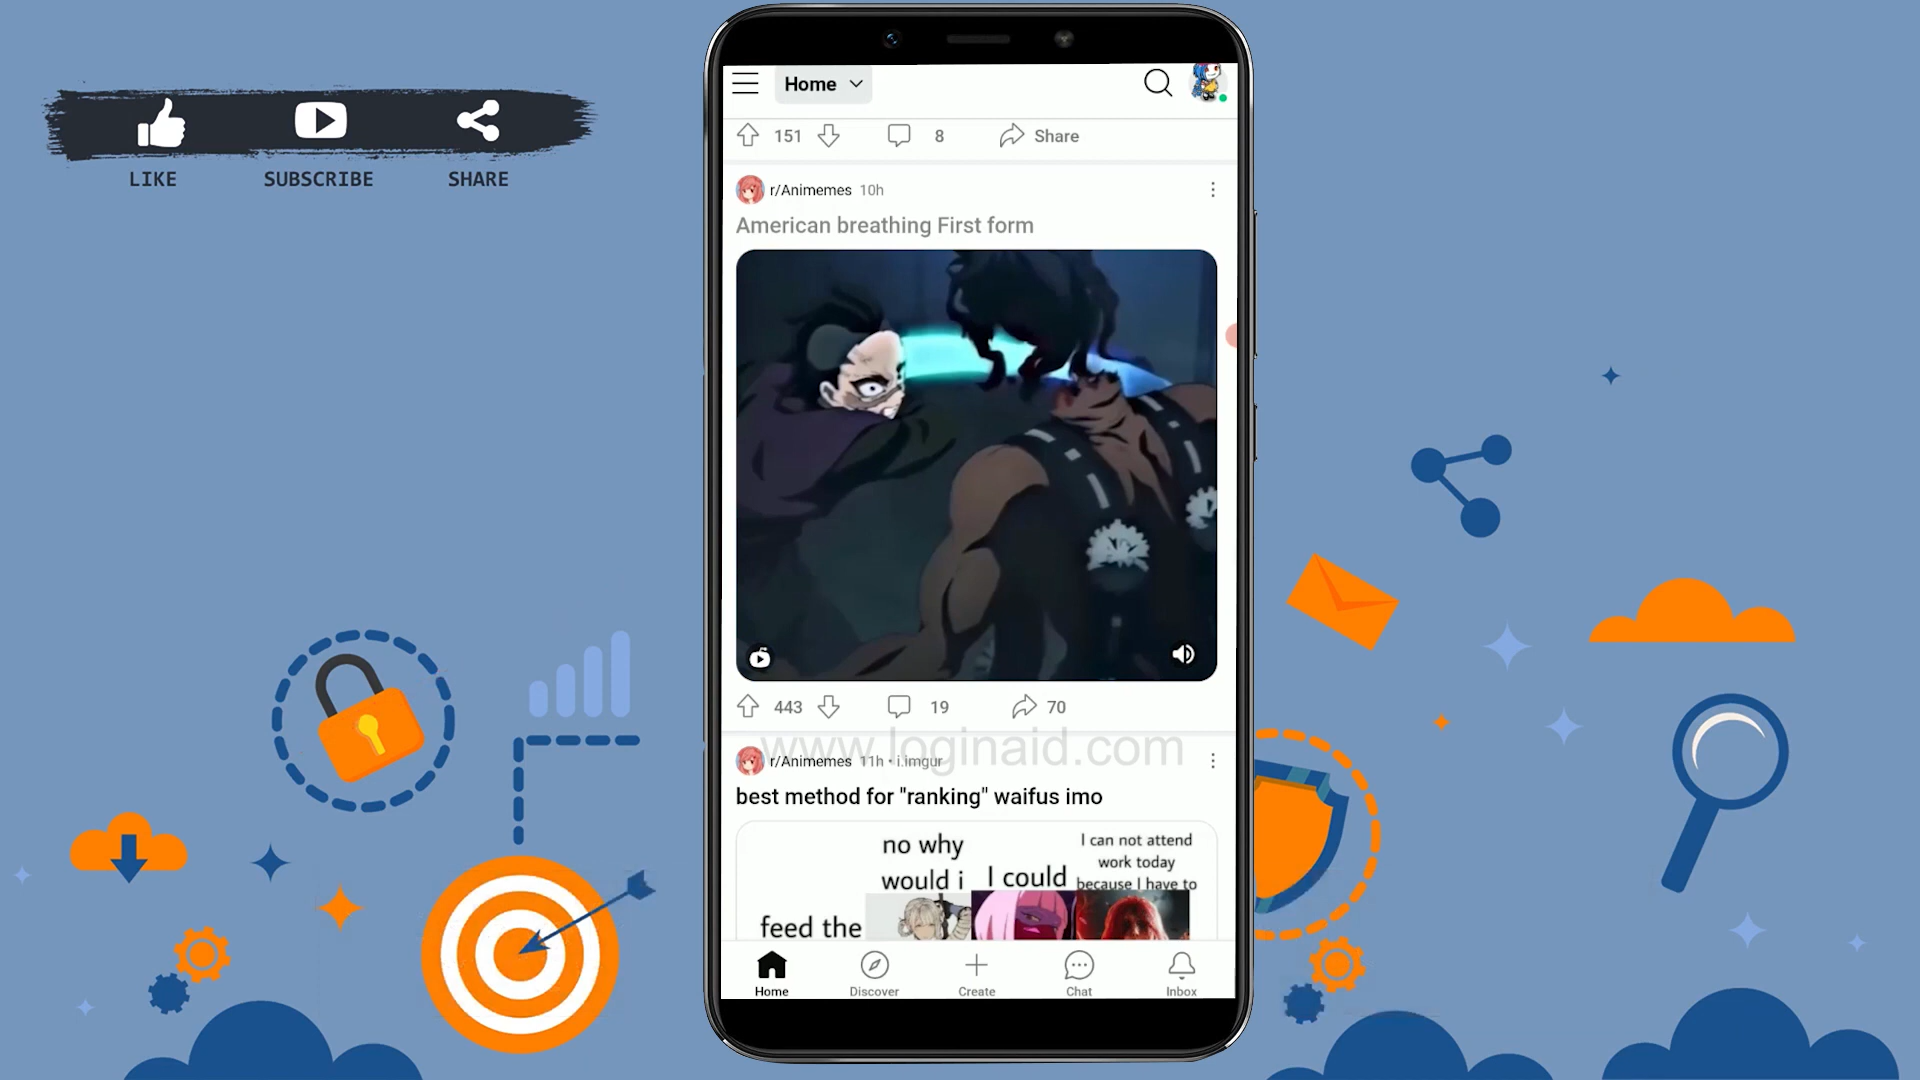 LIKE
SUBSCRIBE
SHARE
Home
151
8
Share
r/Animemes 10h
American breathing First form
443
19
70
www.loginaid.com
r/Animemes 11h • i.imgur
best method for "ranking" waifus imo
no why
would i
I could
I can not attend
work today
because I have to
feed the
Home
Discover
Create
Chat
Inbox